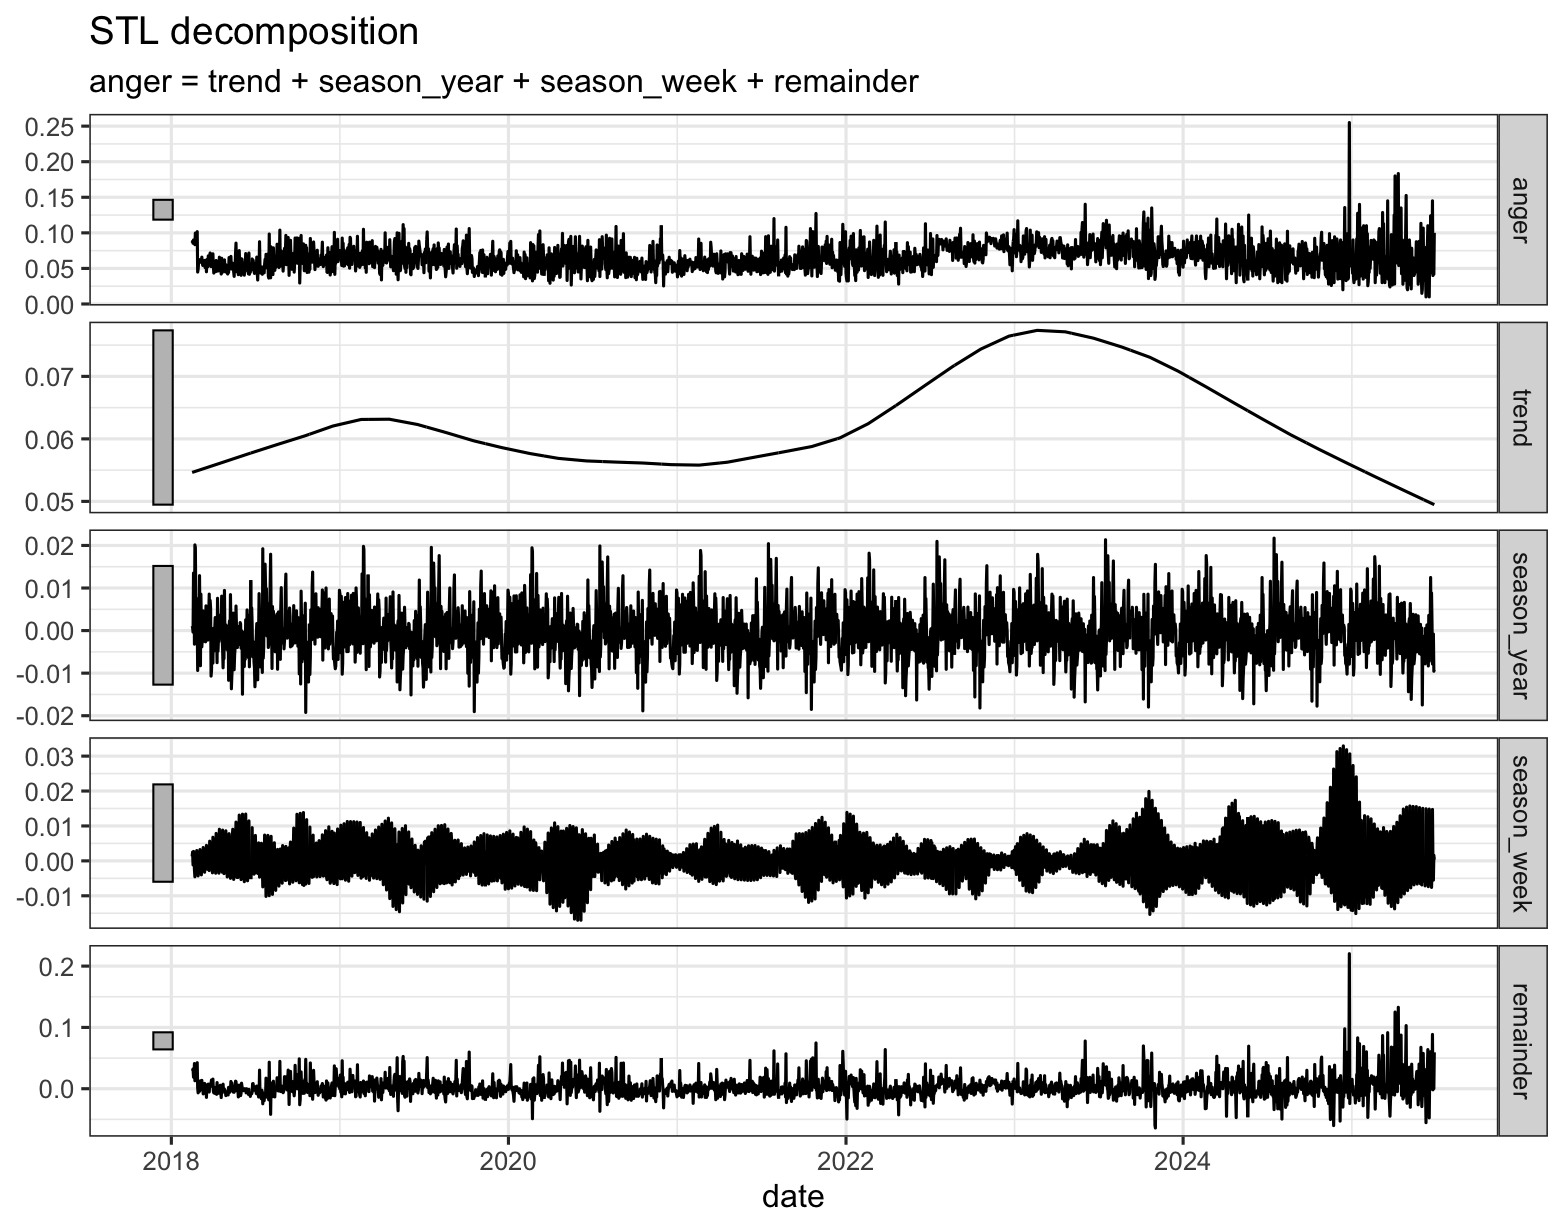 STL decomposition
anger = trend + season_year + season_week + remainder
0.25
0.20
0.15
0.10
0.05
0.00
anger
0.07
0.06
0.05
trend
0.02
0.01
0.00
-0.01
-0.02
season_year
0.03
0.02
0.01
0.00
-0.01
season_week
0.2
0.1
0.0
remainder
2018 2020 2022 2024
date